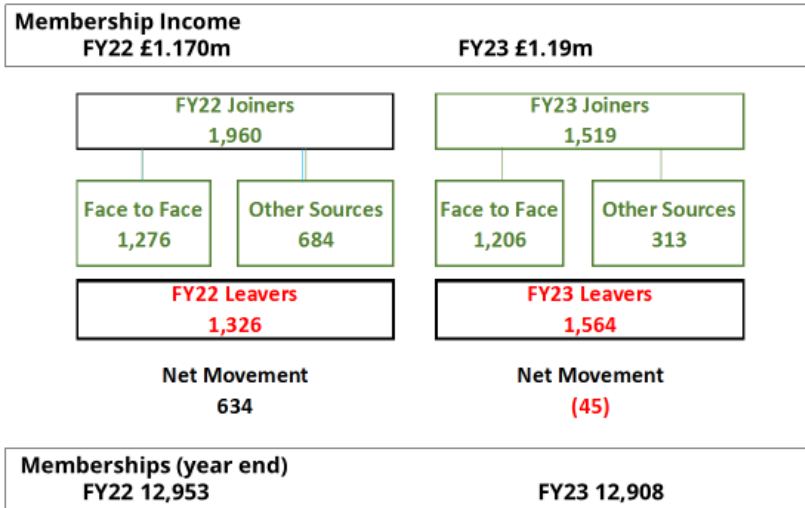 Membership Income
FY22 £1.170m FY23 £1.19m
FY22 Joiners
1,960
FY23 Joiners
1,519
Face to Face
1,276
Other Sources
684
Face to Face
1,206
Other Sources
313
FY22 Leavers
1,326
FY23 Leavers
1,564
Net Movement
634
Net Movement
(45)
Memberships (year end)
FY22 12,953 FY23 12,908